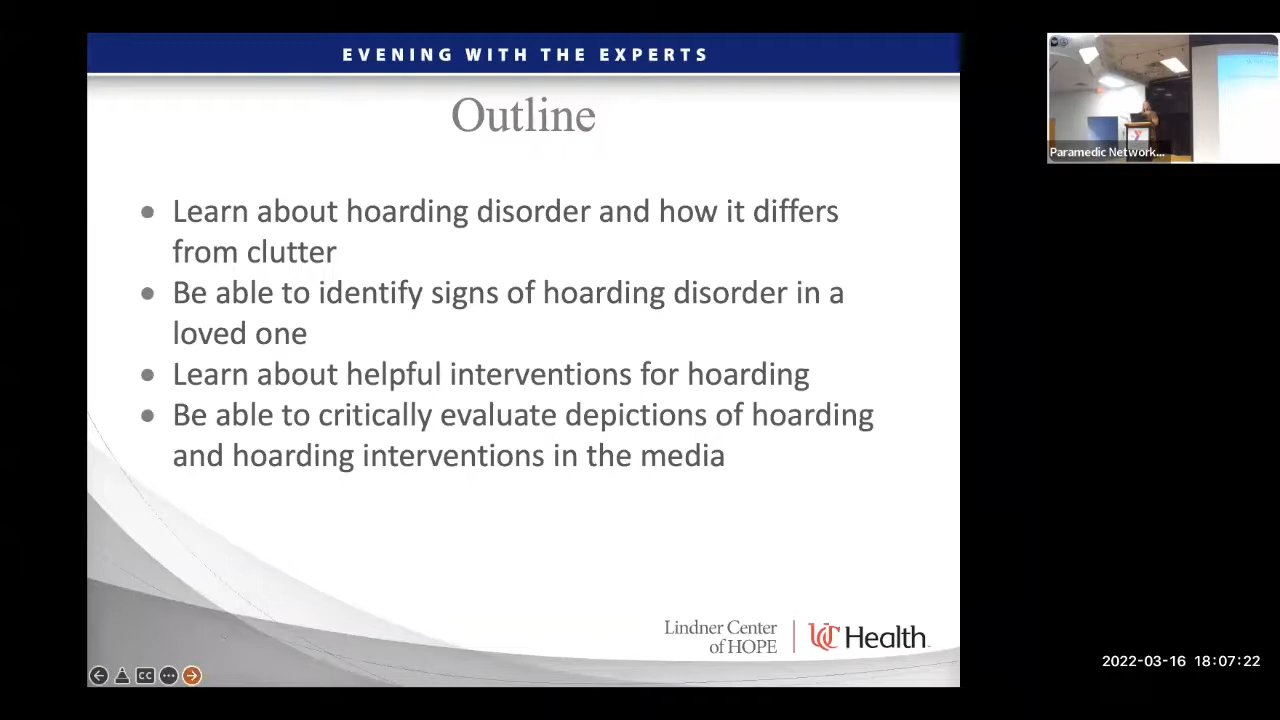 EVENING WITH THE EXPERTS
Outline
Learn about hoarding disorder and how it differs
from clutter
Be able to identify signs of hoarding disorder in a
loved one
Learn about helpful interventions for hoarding
Be able to critically evaluate depictions of hoarding
and hoarding interventions in the media
Lindner Center
of HOPE
UC Health
CC
Paramedic Network...
2022-03-16 18:07:22